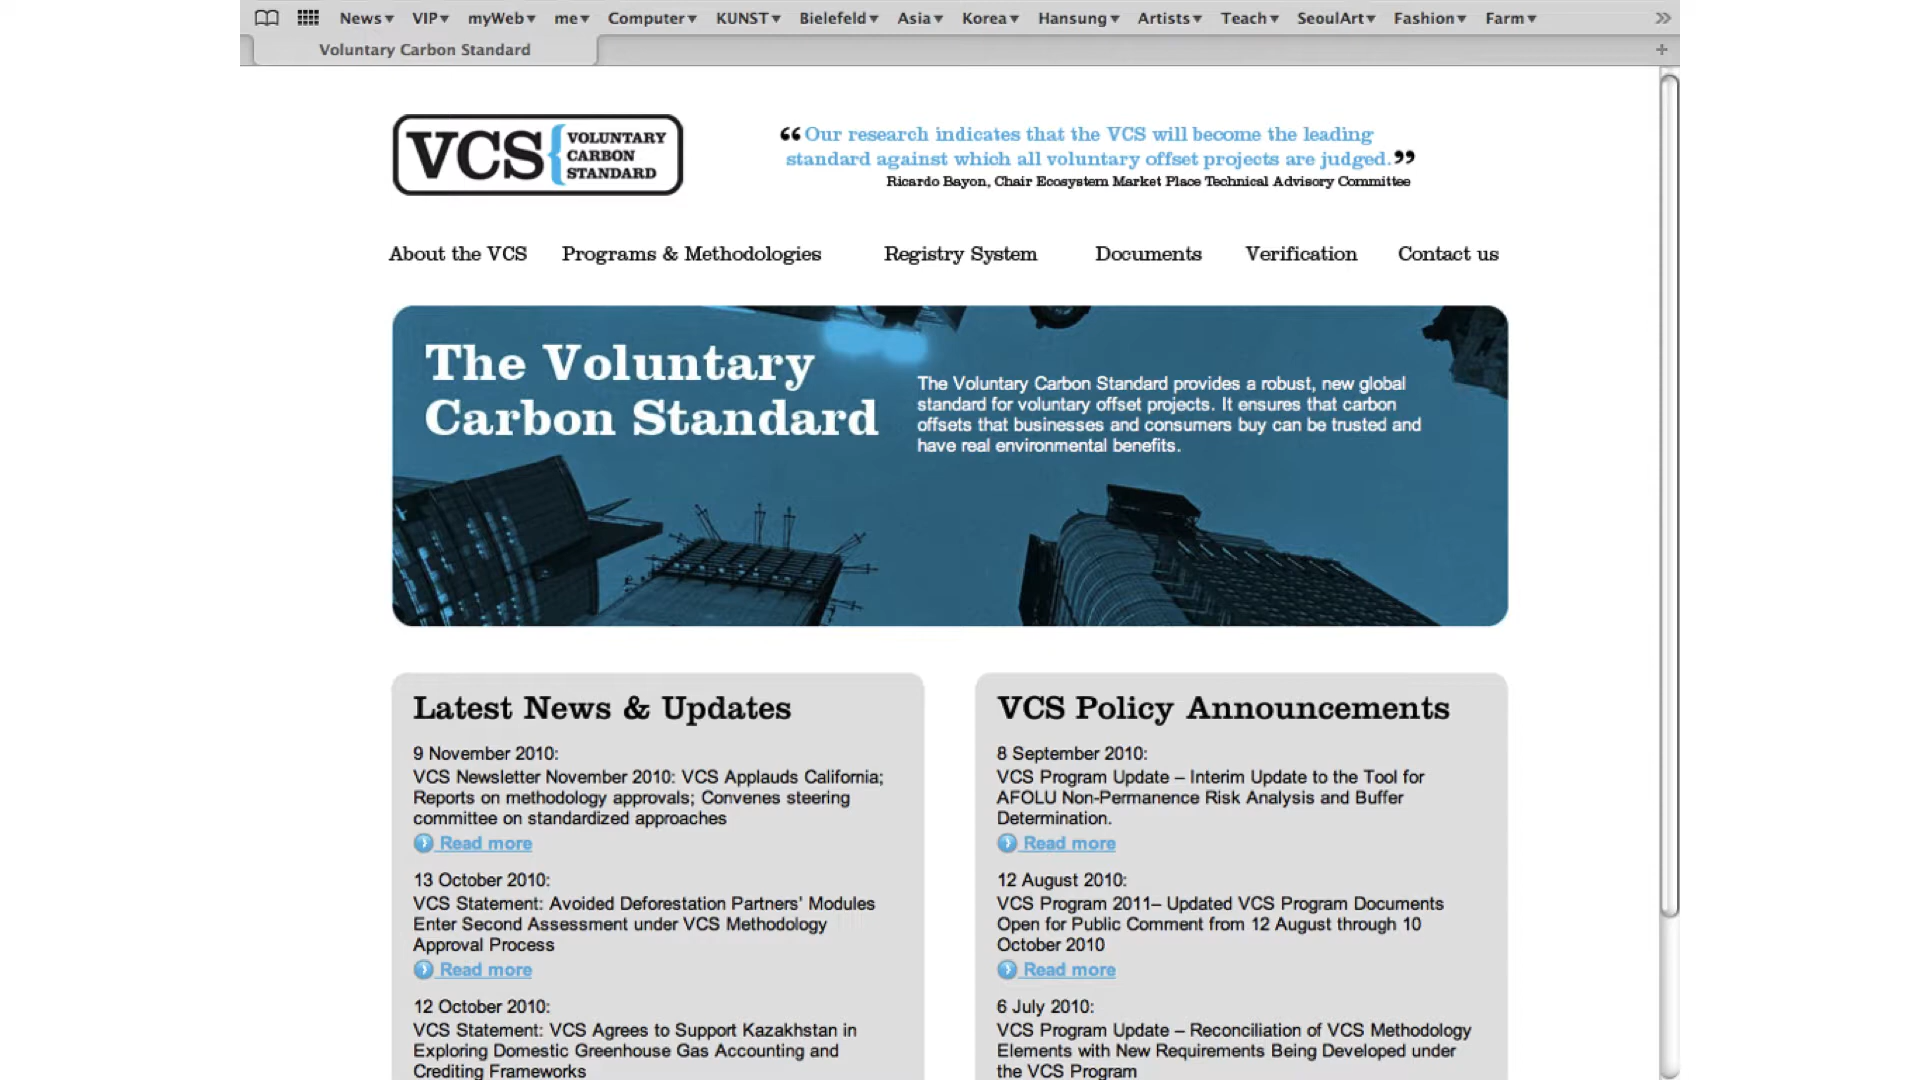 News▾ VIP▾ myWeb▾ me▾ Computer▾ KUNST▾ Bielefeld▾ Asia▾ Korea▾ Hansung▾ Artists▾ Teach▾ SeoulArt▾ Fashion▾ Farm▾ »
Voluntary Carbon Standard +
VCS{ VOLUNTARY
CARBON
STANDARD
“Our research indicates that the VCS will become the leading
standard against which all voluntary offset projects are judged.”
Ricardo Bayon, Chair Ecosystem Market Place Technical Advisory Committee
About the VCS Programs & Methodologies Registry System Documents Verification Contact us
The Voluntary
Carbon Standard
The Voluntary Carbon Standard provides a robust, new global
standard for voluntary offset projects. It ensures that carbon
offsets that businesses and consumers buy can be trusted and
have real environmental benefits.
Latest News & Updates
9 November 2010:
VCS Newsletter November 2010: VCS Applauds California;
Reports on methodology approvals; Convenes steering
committee on standardized approaches
Read more
13 October 2010:
VCS Statement: Avoided Deforestation Partners’ Modules
Enter Second Assessment under VCS Methodology
Approval Process
Read more
12 October 2010:
VCS Statement: VCS Agrees to Support Kazakhstan in
Exploring Domestic Greenhouse Gas Accounting and
Crediting Frameworks
VCS Policy Announcements
8 September 2010:
VCS Program Update – Interim Update to the Tool for
AFOLU Non-Permanence Risk Analysis and Buffer
Determination.
Read more
12 August 2010:
VCS Program 2011– Updated VCS Program Documents
Open for Public Comment from 12 August through 10
October 2010
Read more
6 July 2010:
VCS Program Update – Reconciliation of VCS Methodology
Elements with New Requirements Being Developed under
the VCS Program